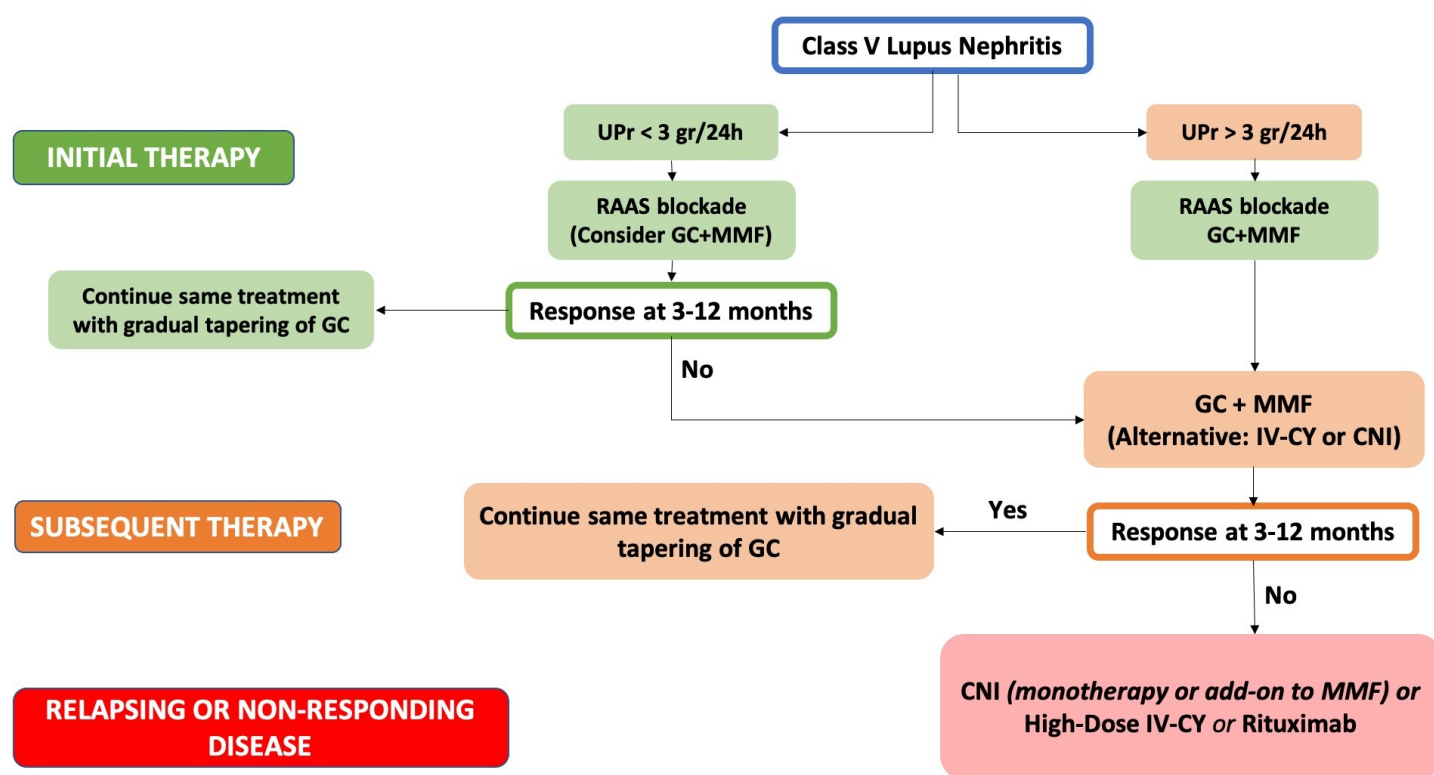 Class V Lupus Nephritis
INITIAL THERAPY
UPr < 3 gr/24h
UPr > 3 gr/24h
RAAS blockade
(Consider GC+MMF)
RAAS blockade
GC+MMF
Continue same treatment
with gradual tapering of GC
Response at 3-12 months
No
GC + MMF
(Alternative: IV-CY or CNI)
SUBSEQUENT THERAPY
Continue same treatment with gradual
tapering of GC
Yes
Response at 3-12 months
No
RELAPSING OR NON-RESPONDING
DISEASE
CNI (monotherapy or add-on to MMF) or
High-Dose IV-CY or Rituximab